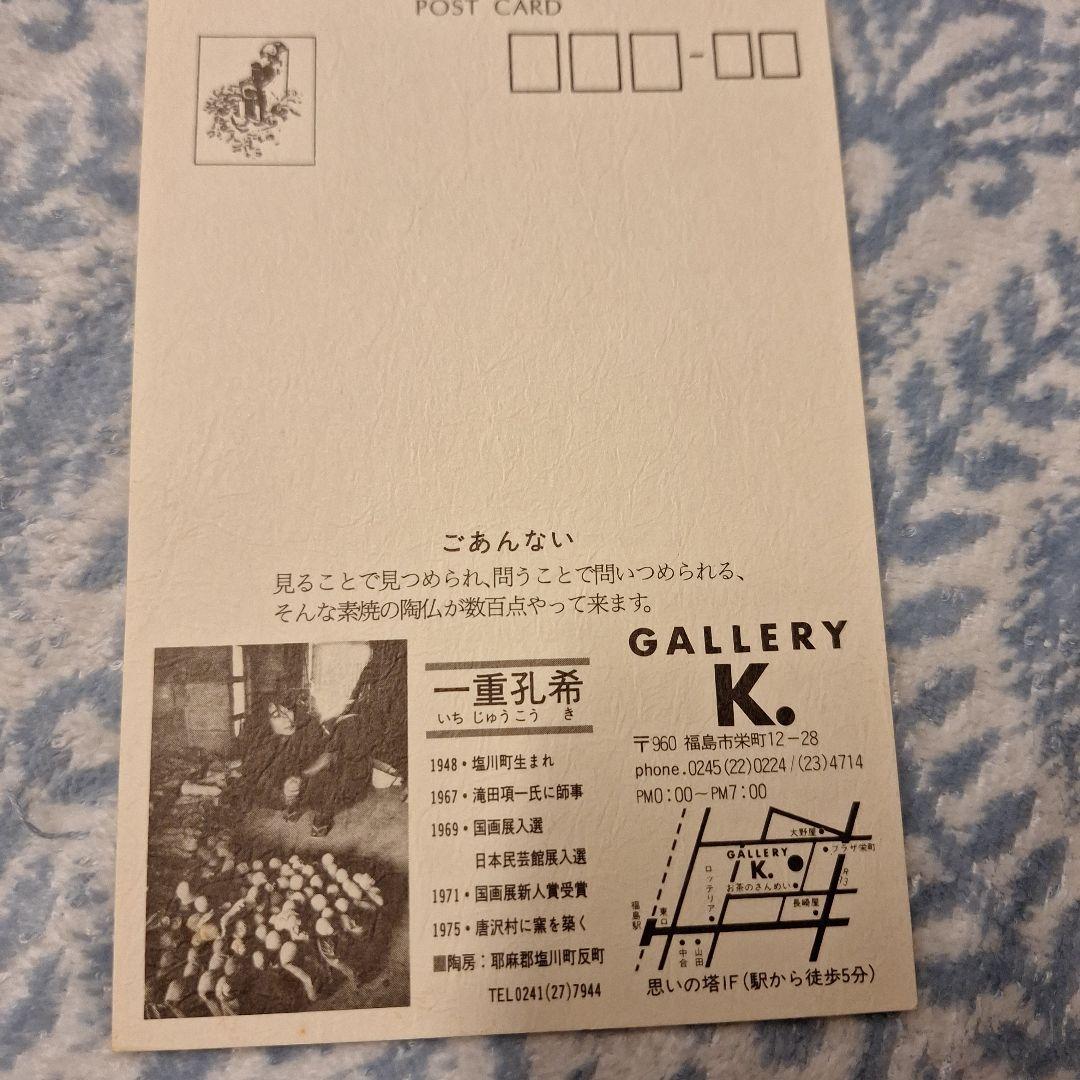 POST CARD
ごあんない
見ることで見つめられ、問うことで問いつめられる、
そんな素焼の陶仏が数百点やって来ます。
一重孔希
いち じゅうこう き
1948・塩川町生まれ
1967・滝田項一氏に師事
1969・国画展入選
日本民芸館展入選
1971・国画展新人賞受賞
1975・唐沢村に窯を築く
■陶房：耶麻郡塩川町反町
TEL0241(27)7944
GALLERY
K.
〒960 福島市栄町12-28
phone.0245(22)0224/(23)4714
PM0:00～PM7:00
大野屋
プラザ栄町
GALLERY
K.
お茶のさんめい
ロッテリア
長崎屋
R
13
福島駅
東口
中合
山田
思いの塔1F(駅から徒歩5分)